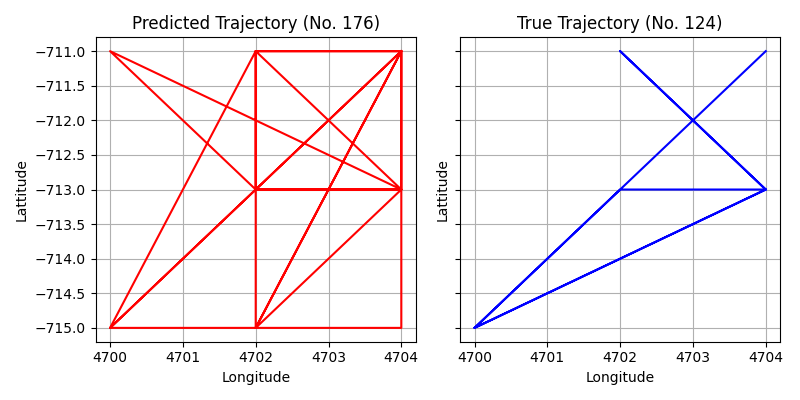 Predicted Trajectory (No. 176)
True Trajectory (No. 124)
−711.0
−711.5
−712.0
−712.5
−713.0
−713.5
−714.0
−714.5
−715.0
Lattitude
Lattitude
4700 4701 4702 4703 4704
4700 4701 4702 4703 4704
Longitude
Longitude